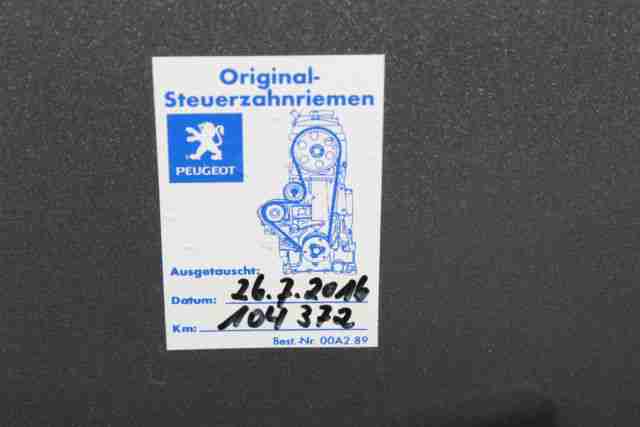 Original-
Steuerzahnriemen
PEUGEOT
Ausgetauscht:
Datum: 26.7.2016
Km: 104 372
Best.-Nr. 00A2 89